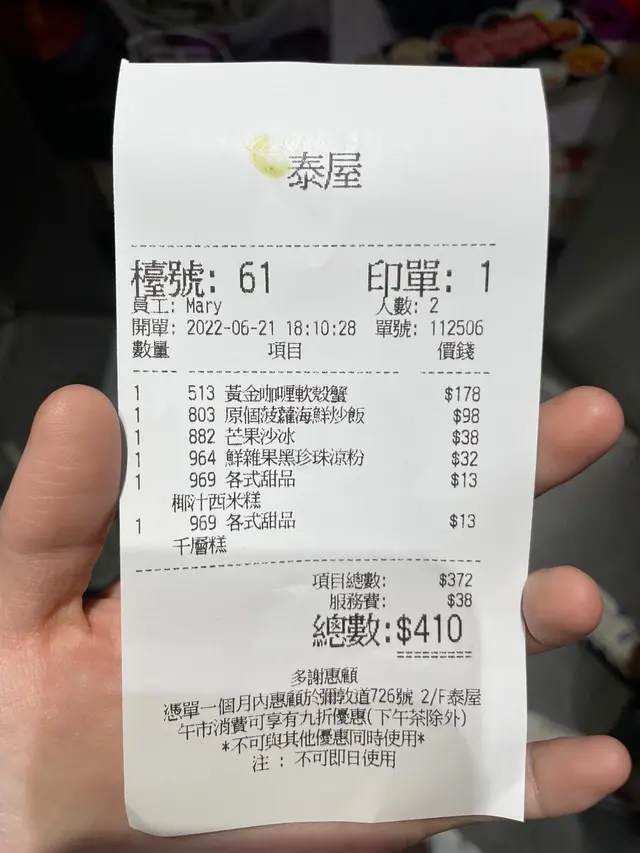 泰屋
檯號: 61 印單: 1
員工: Mary 人數: 2
開單: 2022-06-21 18:10:28 單號: 112506
數量 項目 價錢
1 513 黃金咖喱軟殼蟹 $178
1 803 原個菠蘿海鮮炒飯 $98
1 882 芒果沙冰 $38
1 964 鮮雜果黑珍珠涼粉 $32
1 969 各式甜品 $13
椰汁西米糕
1 969 各式甜品 $13
千層糕
項目總數: $372
服務費: $38
總數:$410
多謝惠顧
憑單一個月內惠顧於彌敦道726號 2/F泰屋
午市消費可享有九折優惠(下午茶除外)
*不可與其他優惠同時使用*
注 : 不可即日使用